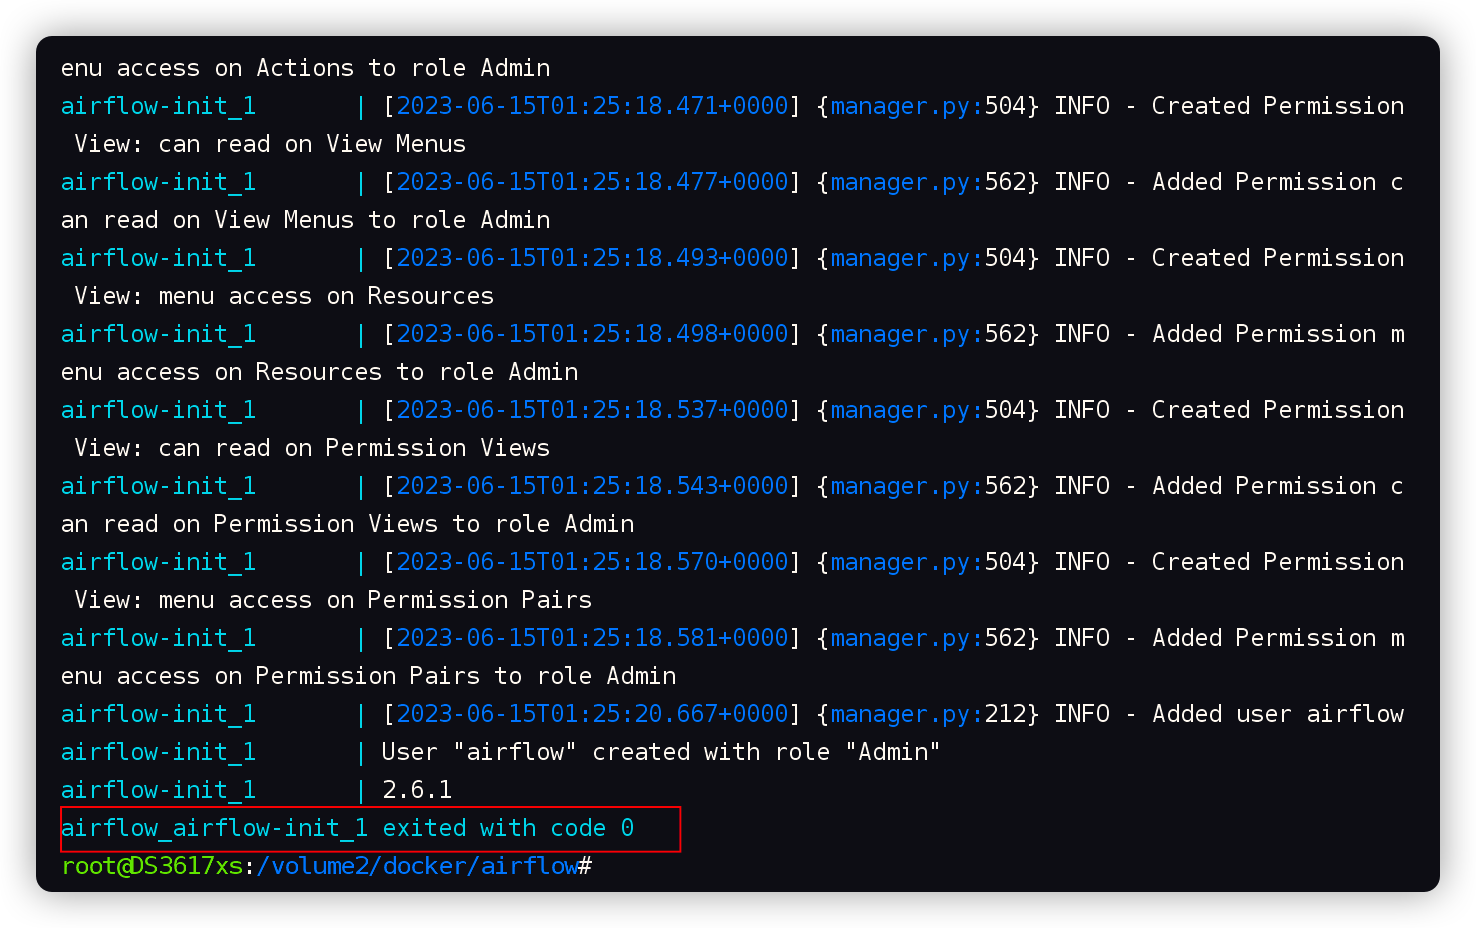 enu access on Actions to role Admin
airflow-init_1       | [2023-06-15T01:25:18.471+0000] {manager.py:504} INFO - Created Permission
 View: can read on View Menus
airflow-init_1       | [2023-06-15T01:25:18.477+0000] {manager.py:562} INFO - Added Permission c
an read on View Menus to role Admin
airflow-init_1       | [2023-06-15T01:25:18.493+0000] {manager.py:504} INFO - Created Permission
 View: menu access on Resources
airflow-init_1       | [2023-06-15T01:25:18.498+0000] {manager.py:562} INFO - Added Permission m
enu access on Resources to role Admin
airflow-init_1       | [2023-06-15T01:25:18.537+0000] {manager.py:504} INFO - Created Permission
 View: can read on Permission Views
airflow-init_1       | [2023-06-15T01:25:18.543+0000] {manager.py:562} INFO - Added Permission c
an read on Permission Views to role Admin
airflow-init_1       | [2023-06-15T01:25:18.570+0000] {manager.py:504} INFO - Created Permission
 View: menu access on Permission Pairs
airflow-init_1       | [2023-06-15T01:25:18.581+0000] {manager.py:562} INFO - Added Permission m
enu access on Permission Pairs to role Admin
airflow-init_1       | [2023-06-15T01:25:20.667+0000] {manager.py:212} INFO - Added user airflow
airflow-init_1       | User "airflow" created with role "Admin"
airflow-init_1       | 2.6.1
airflow_airflow-init_1 exited with code 0
root@DS3617xs:/volume2/docker/airflow#